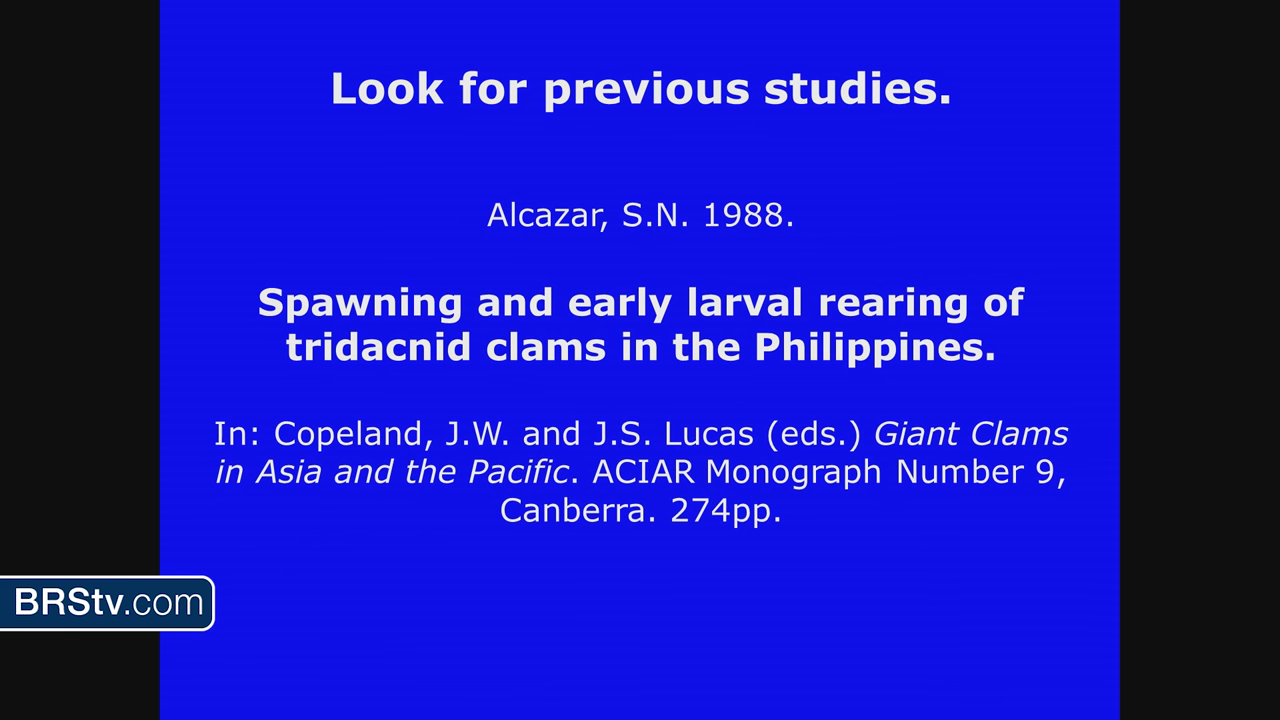 Look for previous studies.
Alcazar, S.N. 1988.
Spawning and early larval rearing of
tridacnid clams in the Philippines.
In: Copeland, J.W. and J.S. Lucas (eds.) Giant Clams
in Asia and the Pacific. ACIAR Monograph Number 9,
Canberra. 274pp.
BRStv.com